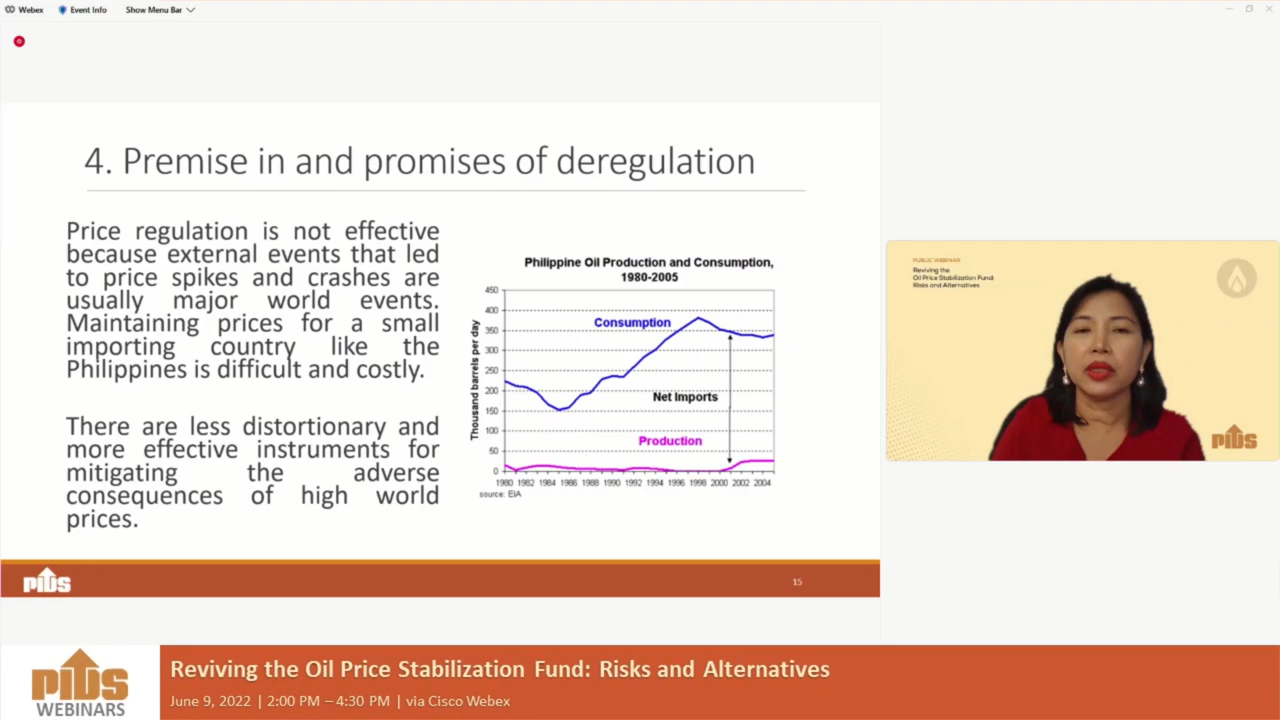 Webex
Event Info
Show Menu Bar
4. Premise in and promises of deregulation
Price regulation is not effective
because external events that led
to price spikes and crashes are
usually major world events.
Maintaining prices for a small
importing country like the
Philippines is difficult and costly.
There are less distortionary and
more effective instruments for
mitigating the adverse
consequences of high world
prices.
Philippine Oil Production and Consumption,
1980-2005
Thousand barrels per day
450
400
350
300
250
200
150
100
50
0
Consumption
Net Imports
Production
1980 1982 1984 1986 1988 1990 1992 1994 1996 1998 2000 2002 2004
source: EIA
PIDS
15
PUBLIC WEBINAR
Reviving the
Oil Price Stabilization Fund:
Risks and Alternatives
PIDS
PIDS
WEBINARS
Reviving the Oil Price Stabilization Fund: Risks and Alternatives
June 9, 2022 | 2:00 PM – 4:30 PM | via Cisco Webex